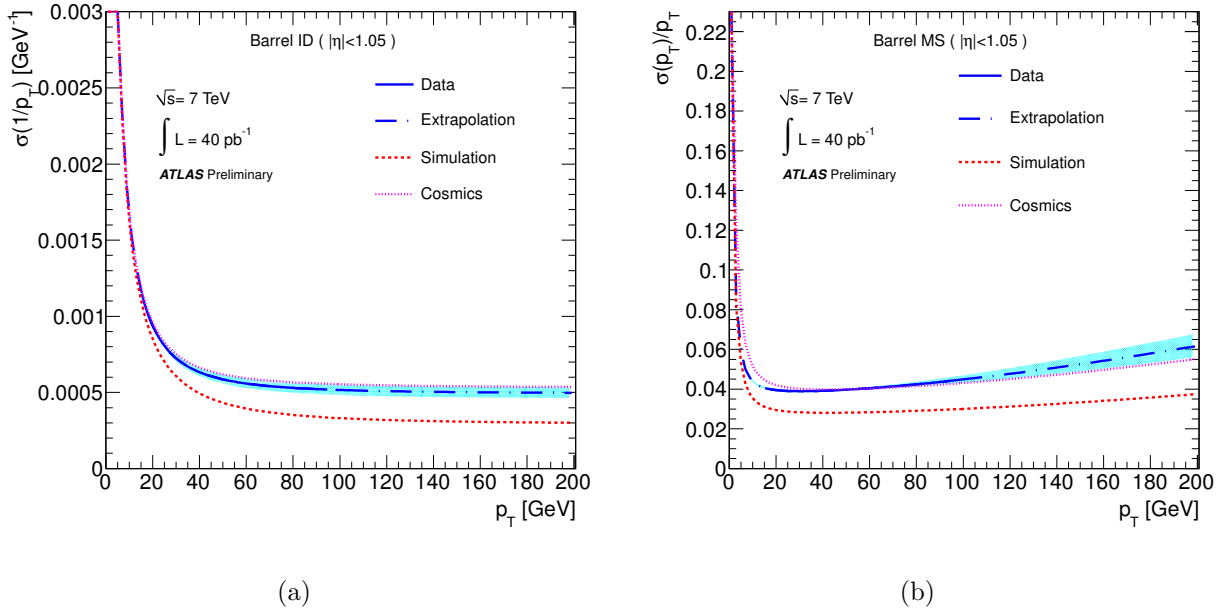 σ(1/p_T) [GeV⁻¹]
0.003
0.0025
0.002
0.0015
0.001
0.0005
0
Barrel ID ( |η|<1.05 )
√s= 7 TeV
∫ L = 40 pb⁻¹
ATLAS Preliminary
Data
Extrapolation
Simulation
Cosmics
0 20 40 60 80 100 120 140 160 180 200
p_T [GeV]
(a)
σ(p_T)/p_T
0.22
0.2
0.18
0.16
0.14
0.12
0.1
0.08
0.06
0.04
0.02
0
Barrel MS ( |η|<1.05 )
√s= 7 TeV
∫ L = 40 pb⁻¹
ATLAS Preliminary
Data
Extrapolation
Simulation
Cosmics
0 20 40 60 80 100 120 140 160 180 200
p_T [GeV]
(b)